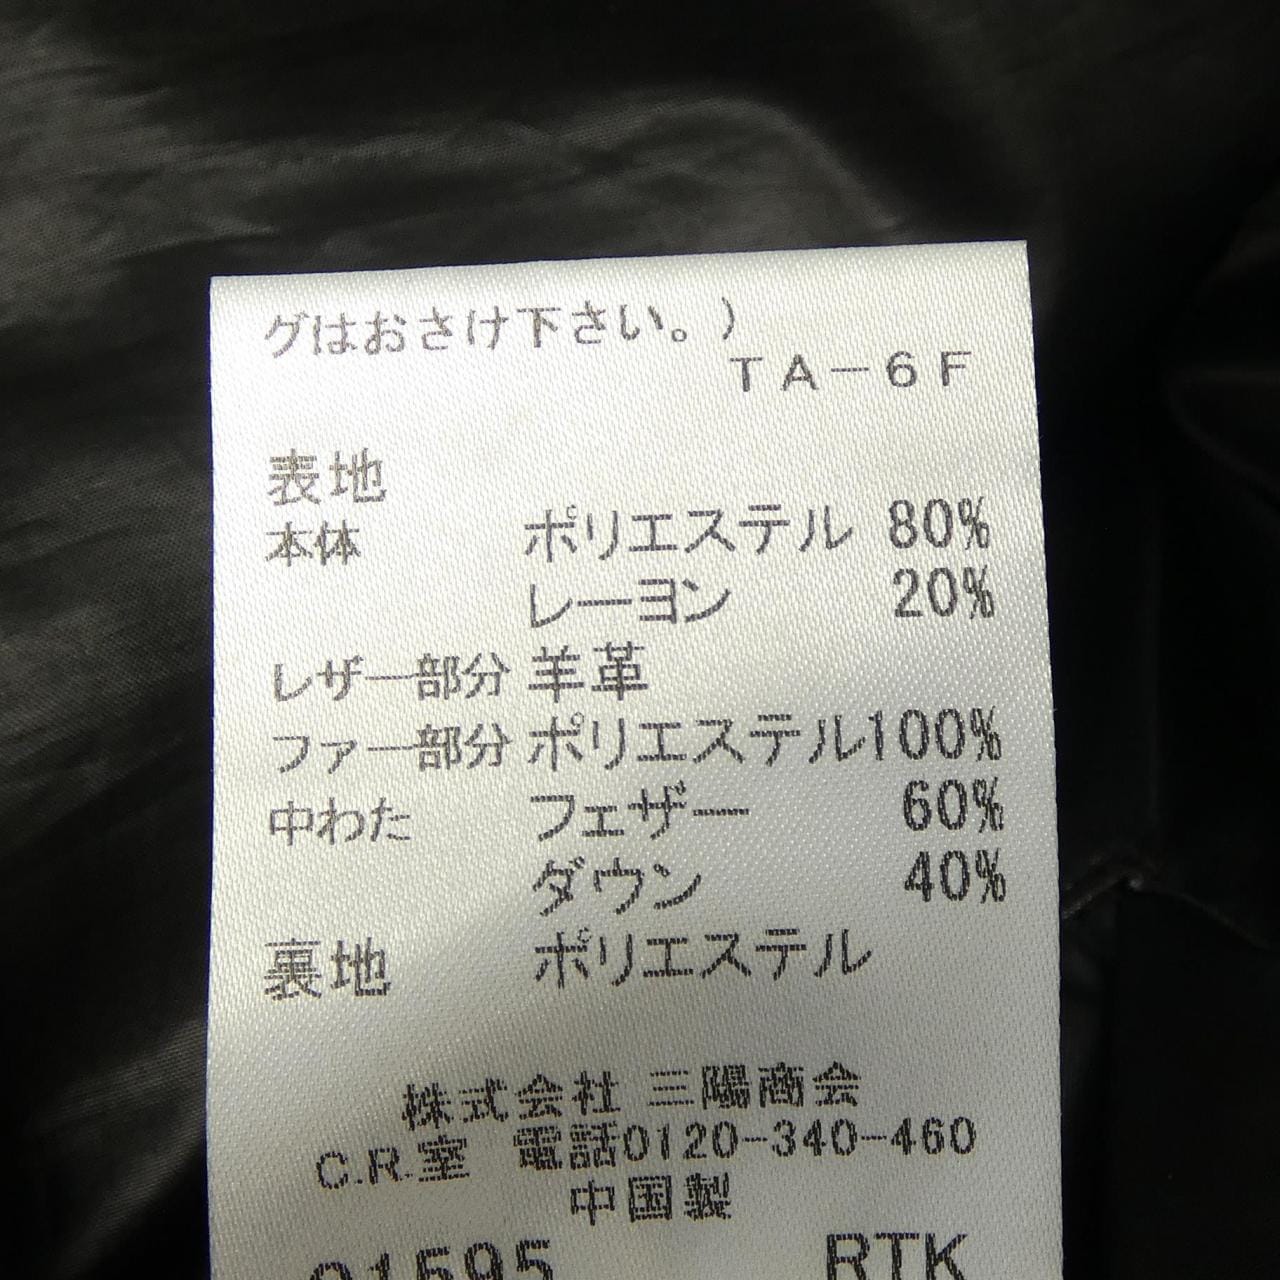 グはおさけ下さい。)
TA-6F
表地
本体 ポリエステル 80%
レーヨン 20%
レザー部分 羊革
ファー部分 ポリエステル100%
中わた フェザー 60%
ダウン 40%
裏地 ポリエステル
株式会社 三陽商会
C.R.室 電話0120-340-460
中国製
01595 RTK